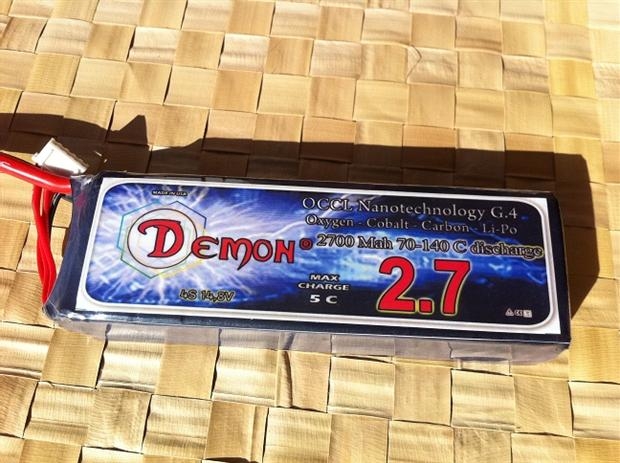 MADE IN USA
OCCL Nanotechnology G.4
Oxygen - Cobalt - Carbon - Li-Po
DEMON®
2700 Mah 70-140 C discharge
4S 14,8V
MAX
CHARGE
5 C
2.7